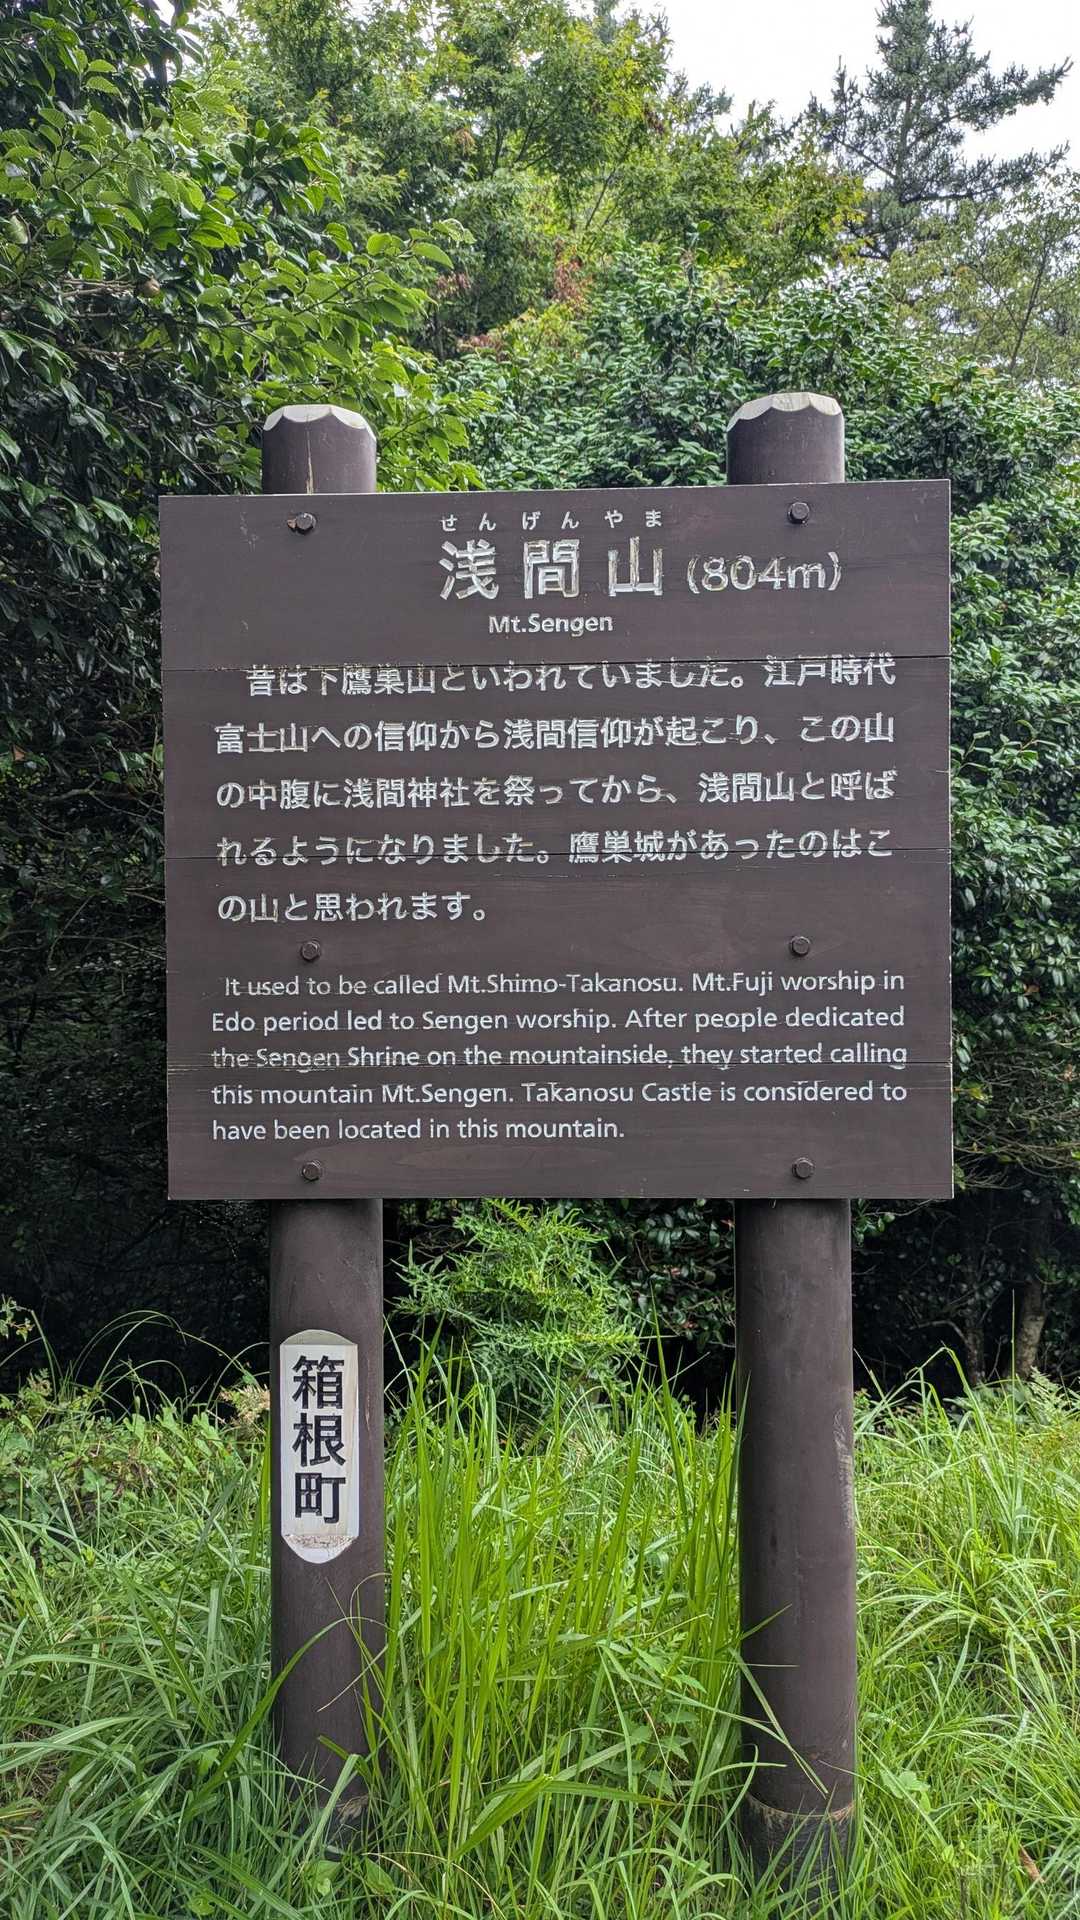 せんげんやま
浅間山(804m)
Mt.Sengen
昔は下鷹巣山といわれていました。江戸時代
富士山への信仰から浅間信仰が起こり、この山
の中腹に浅間神社を祭ってから、浅間山と呼ば
れるようになりました。鷹巣城があったのはこ
の山と思われます。
It used to be called Mt.Shimo-Takanosu. Mt.Fuji worship in
Edo period led to Sengen worship. After people dedicated
the Sengen Shrine on the mountainside, they started calling
this mountain Mt.Sengen. Takanosu Castle is considered to
have been located in this mountain.
箱根町